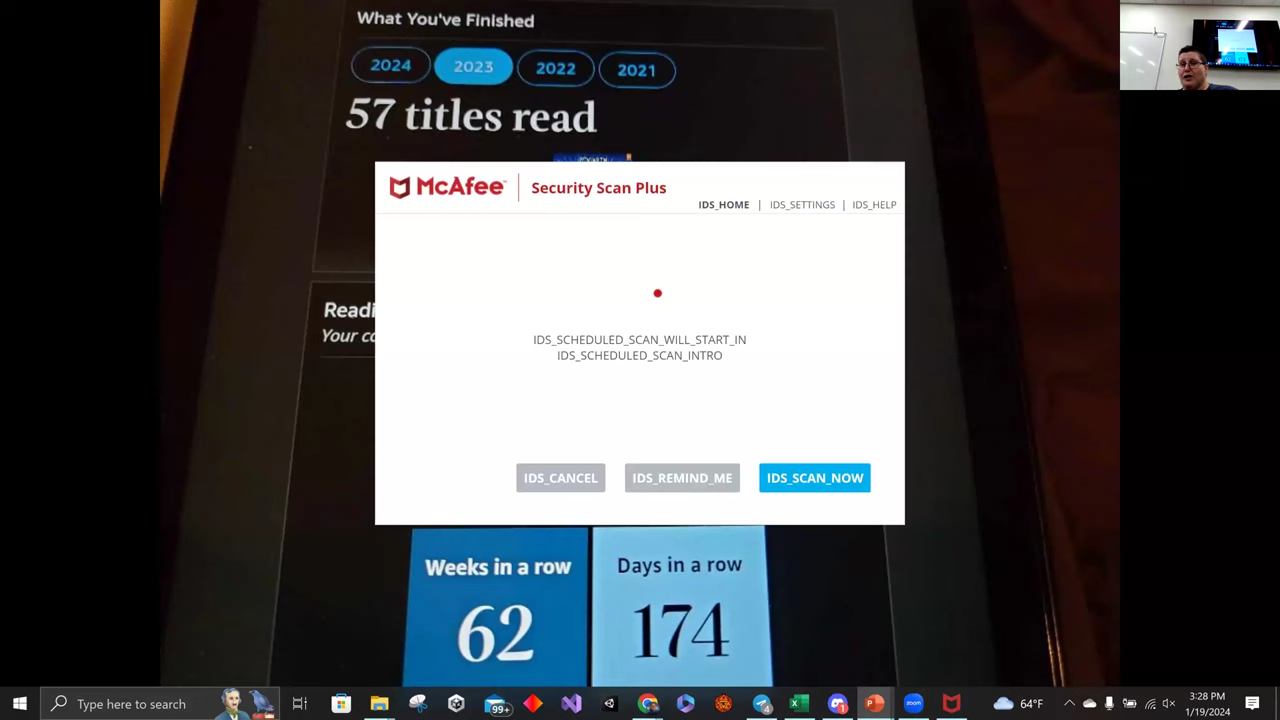 What You've Finished
2024
2023
2022
2021
57 titles read
McAfee
Security Scan Plus
IDS_HOME | IDS_SETTINGS | IDS_HELP
Readi
Your co
IDS_SCHEDULED_SCAN_WILL_START_IN
IDS_SCHEDULED_SCAN_INTRO
IDS_CANCEL
IDS_REMIND_ME
IDS_SCAN_NOW
Weeks in a row
62
Days in a row
174
Type here to search
99+
zoom
64°F
3:28 PM
1/19/2024